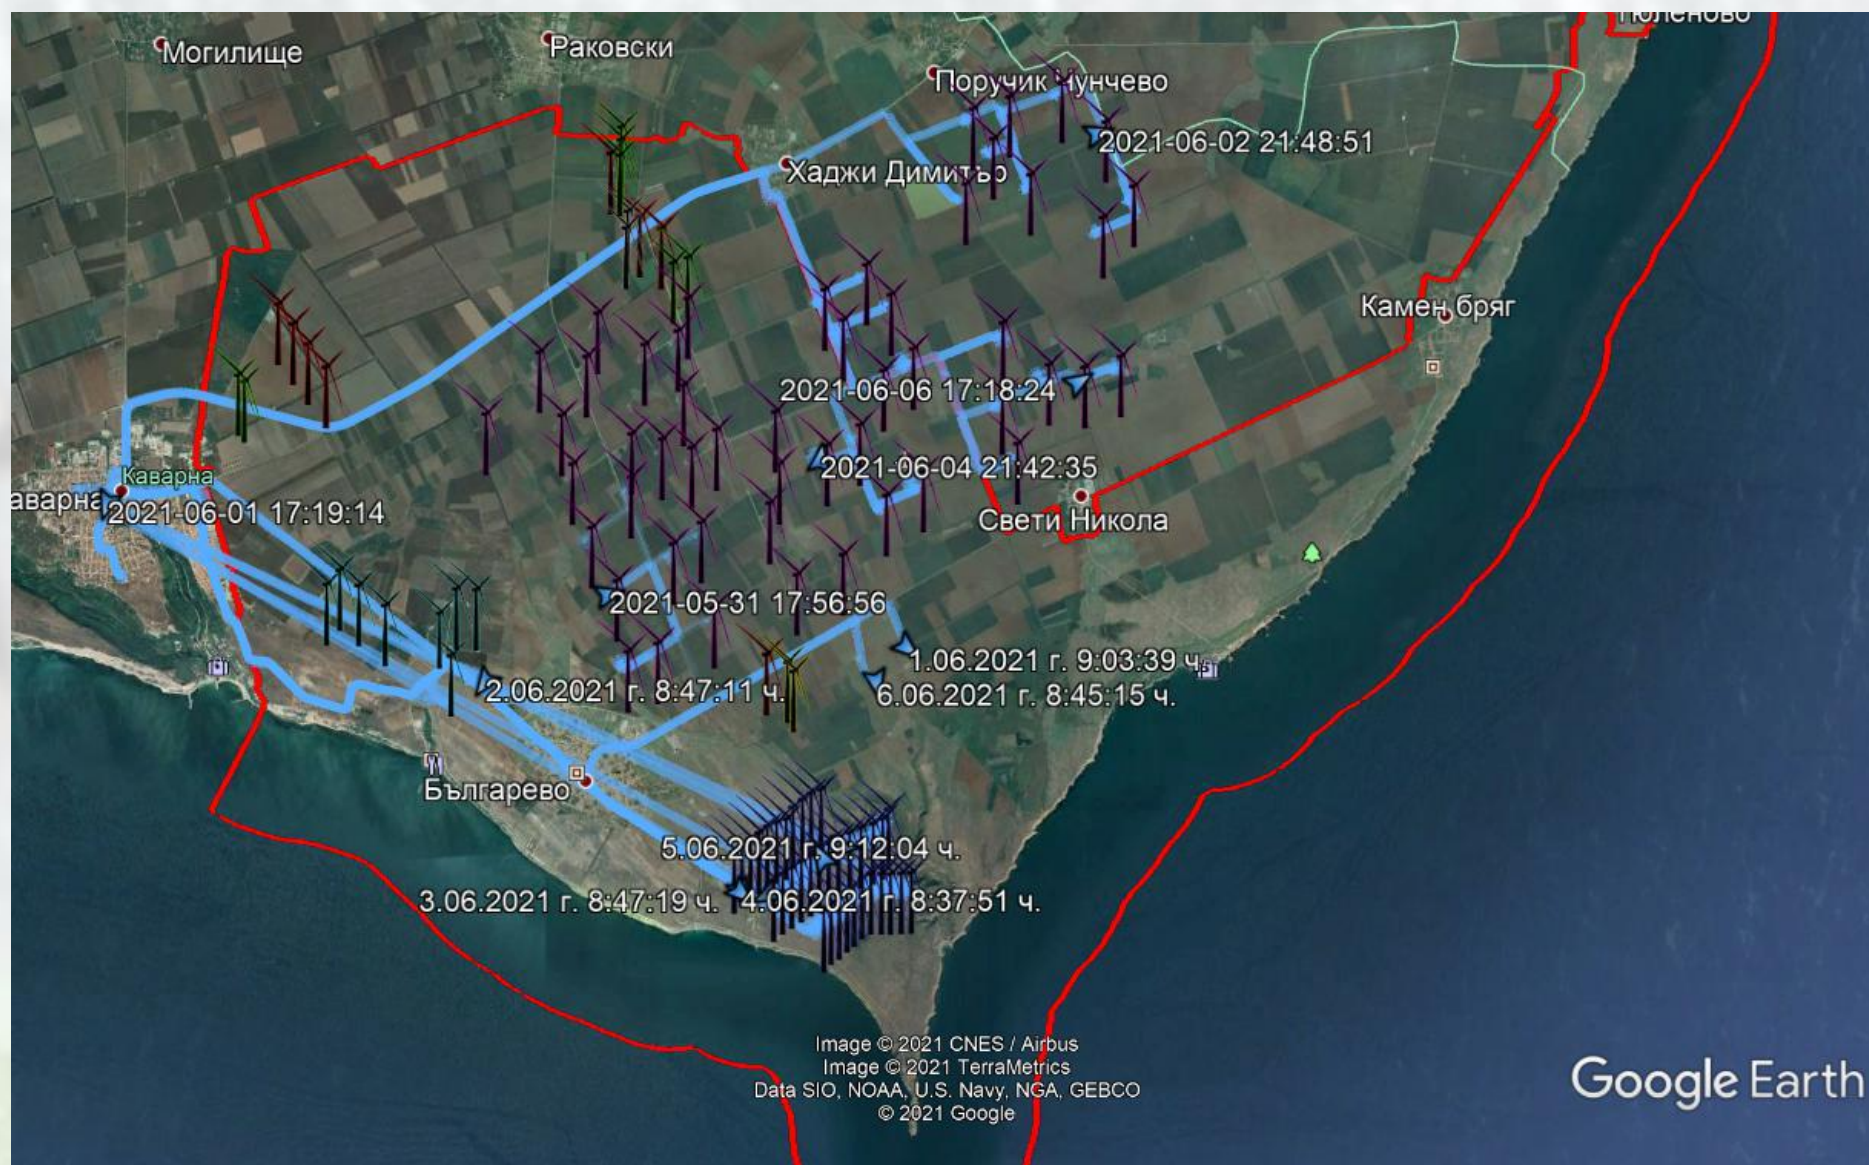 Тюленово
Могилище
Раковски
Поручик Чунчево
2021-06-02 21:48:51
Хаджи Димитър
Камен бряг
2021-06-06 17:18:24
2021-06-04 21:42:35
Каварна
аварна
2021-06-01 17:19:14
Свети Никола
2021-05-31 17:56:56
1.06.2021 г. 9:03:39 ч.
2.06.2021 г. 8:47:11 ч.
6.06.2021 г. 8:45:15 ч.
Българево
5.06.2021 г. 9:12:04 ч.
3.06.2021 г. 8:47:19 ч.
4.06.2021 г. 8:37:51 ч.
Image © 2021 CNES / Airbus
Image © 2021 TerraMetrics
Data SIO, NOAA, U.S. Navy, NGA, GEBCO
© 2021 Google
Google Earth